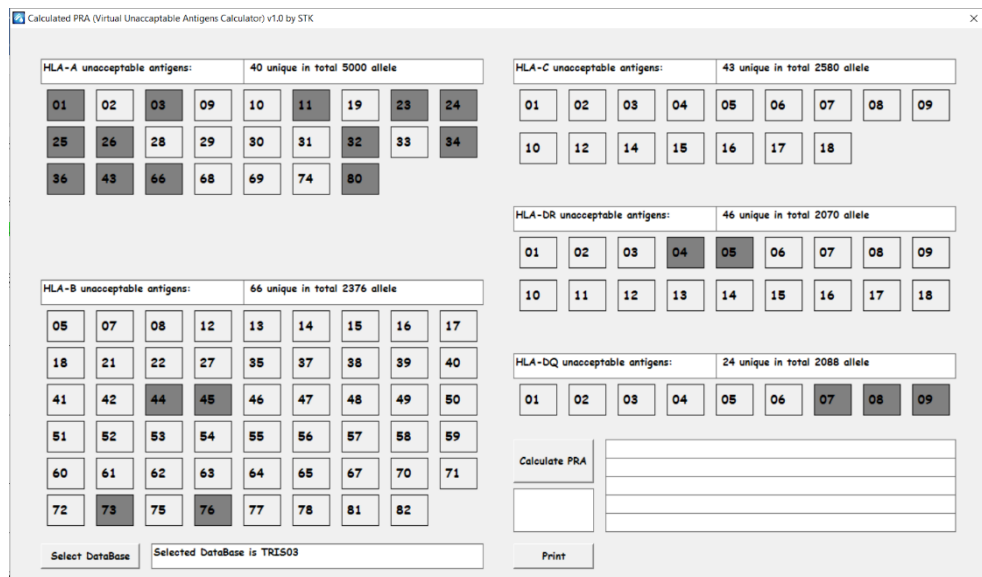 Calculated PRA (Virtual Unaccaptable Antigens Calculator) v1.0 by STK
HLA-A unacceptable antigens: 40 unique in total 5000 allele
01 02 03 09 10 11 19 23 24
25 26 28 29 30 31 32 33 34
36 43 66 68 69 74 80
HLA-B unacceptable antigens: 66 unique in total 2376 allele
05 07 08 12 13 14 15 16 17
18 21 22 27 35 37 38 39 40
41 42 44 45 46 47 48 49 50
51 52 53 54 55 56 57 58 59
60 61 62 63 64 65 67 70 71
72 73 75 76 77 78 81 82
Select DataBase Selected DataBase is TRIS03
HLA-C unacceptable antigens: 43 unique in total 2580 allele
01 02 03 04 05 06 07 08 09
10 12 14 15 16 17 18
HLA-DR unacceptable antigens: 46 unique in total 2070 allele
01 02 03 04 05 06 07 08 09
10 11 12 13 14 15 16 17 18
HLA-DQ unacceptable antigens: 24 unique in total 2088 allele
01 02 03 04 05 06 07 08 09
Calculate PRA
Print